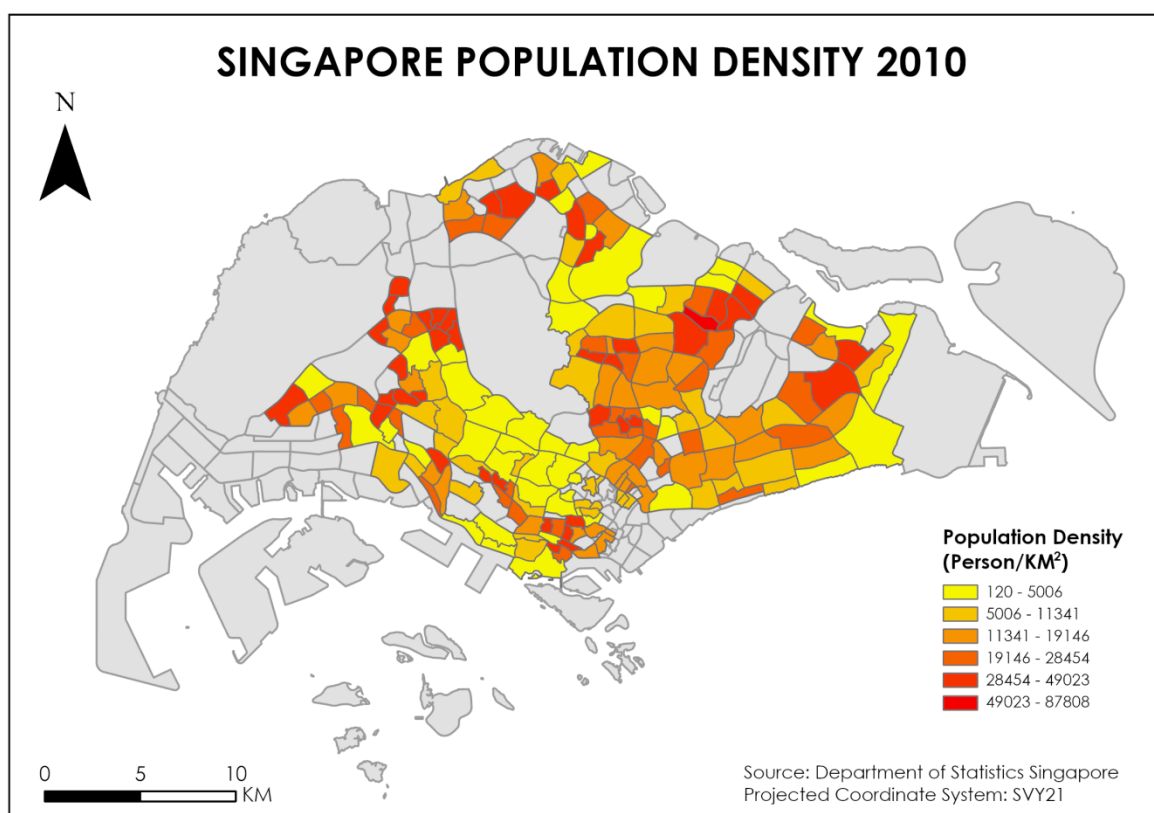 SINGAPORE POPULATION DENSITY 2010
N
Population Density
(Person/KM²)
120 - 5006
5006 - 11341
11341 - 19146
19146 - 28454
28454 - 49023
49023 - 87808
0 5 10
KM
Source: Department of Statistics Singapore
Projected Coordinate System: SVY21